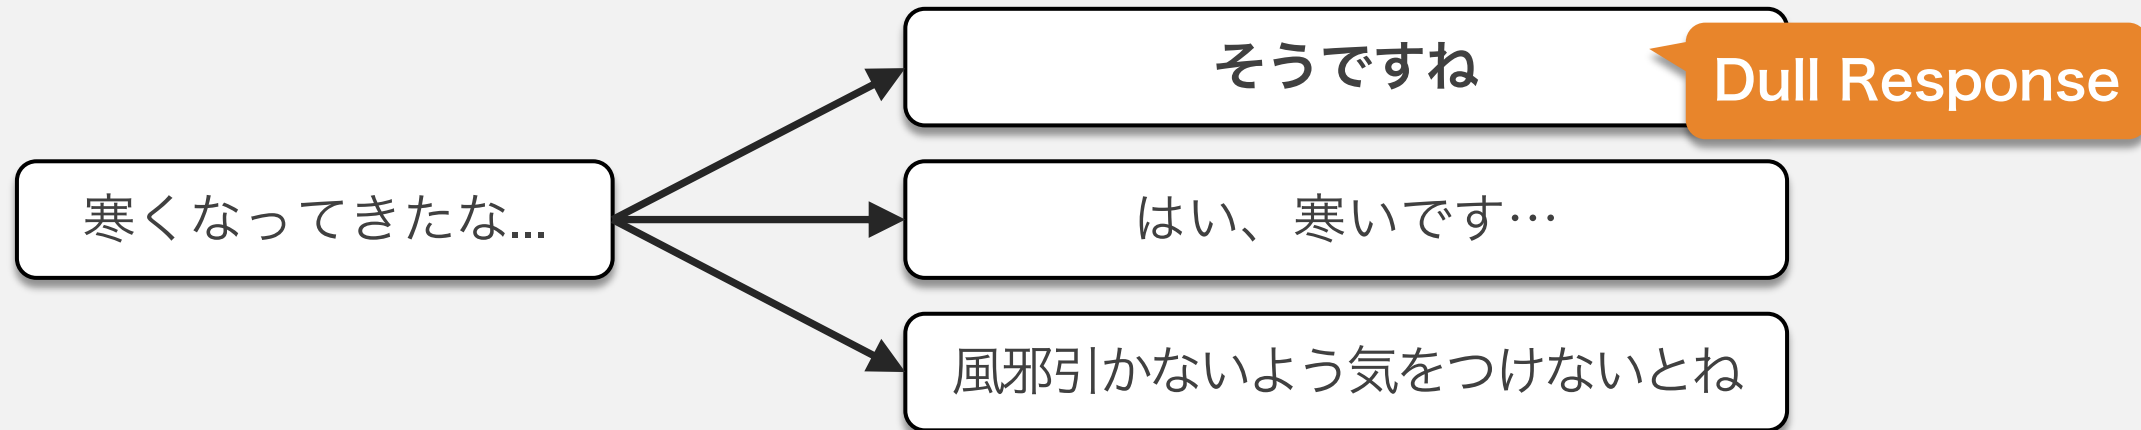 そうですね
Dull Response
寒くなってきたな...
はい、寒いです…
風邪引かないよう気をつけないとね